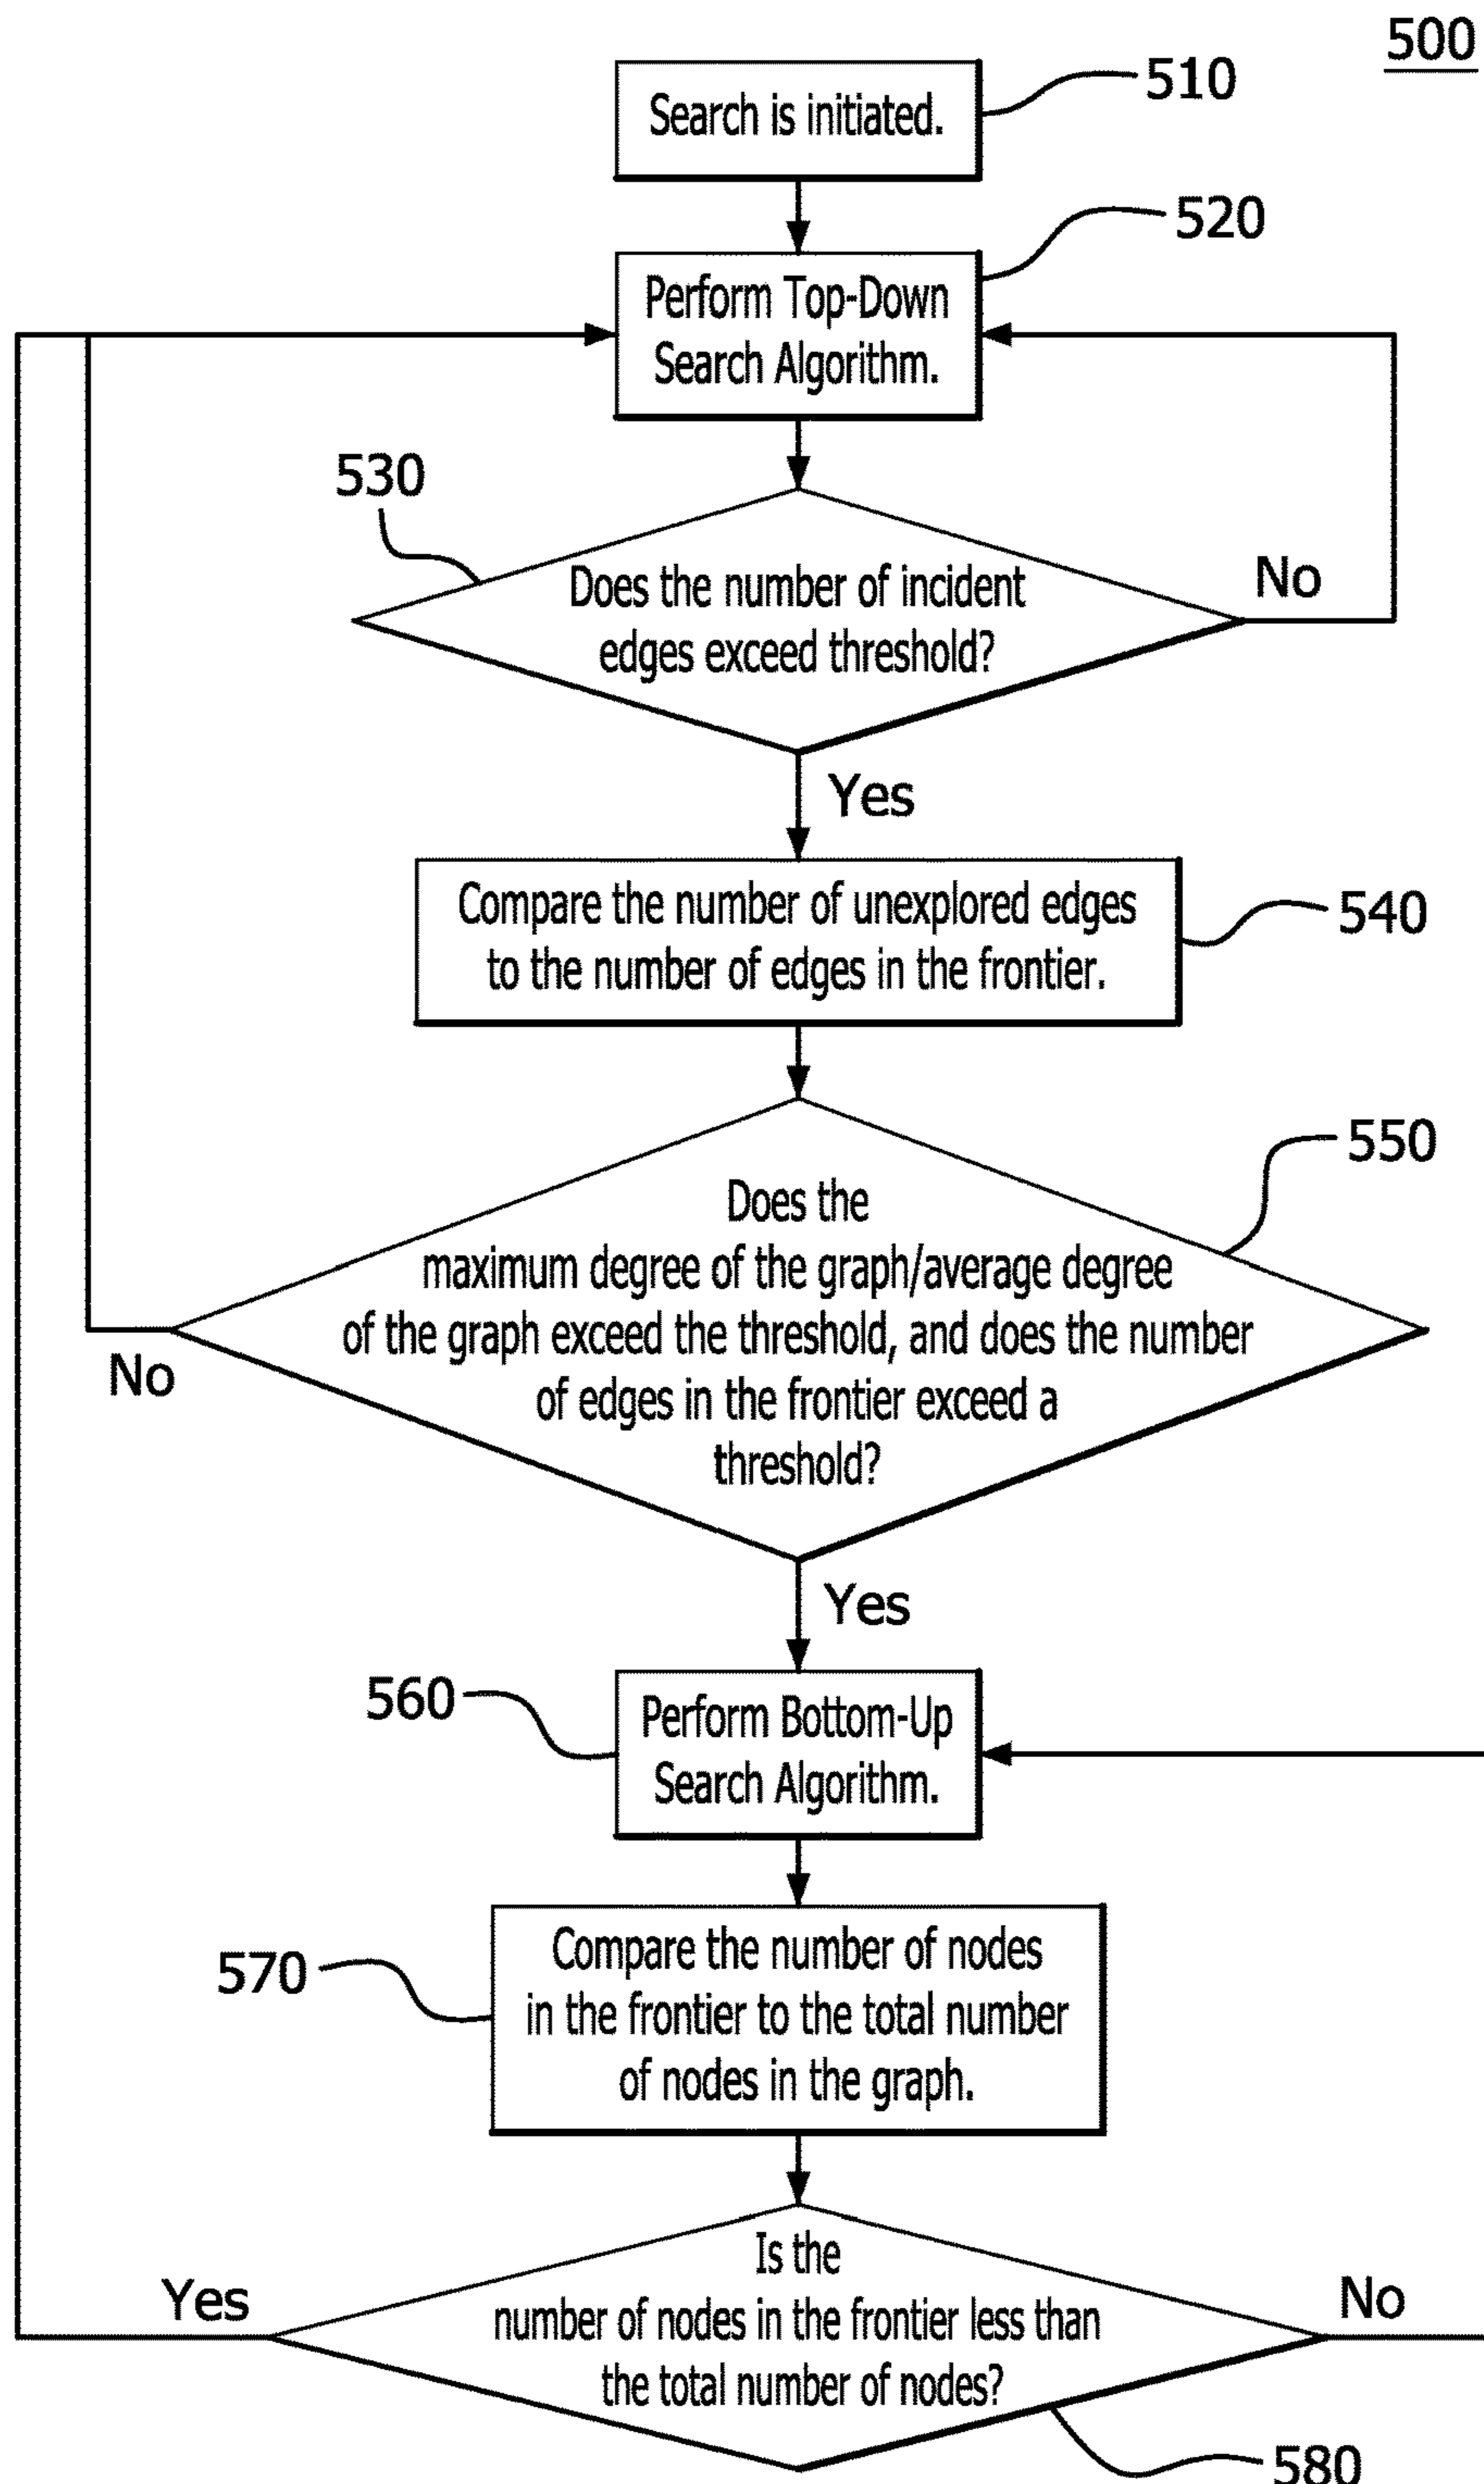 500
Search is initiated.
510
520
Perform Top-Down
Search Algorithm.
530
Does the number of incident
edges exceed threshold?
No
Yes
Compare the number of unexplored edges
to the number of edges in the frontier.
540
550
Does the
maximum degree of the graph/average degree
of the graph exceed the threshold, and does the number
of edges in the frontier exceed a
threshold?
No
Yes
560
Perform Bottom-Up
Search Algorithm.
570
Compare the number of nodes
in the frontier to the total number
of nodes in the graph.
Yes
Is the
number of nodes in the frontier less than
the total number of nodes?
No
580